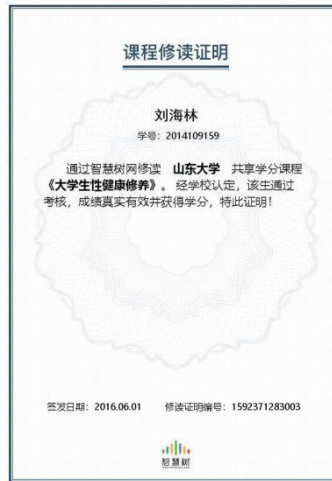 课程修读证明
刘海林
学号：2014109159
通过智慧树网修读 山东大学 共享学分课程
《大学生性健康修养》。经学校认定，该生通过
考核，成绩真实有效并获得学分，特此证明！
签发日期：2016.06.01 修读证明编号：1592371283003
智慧树